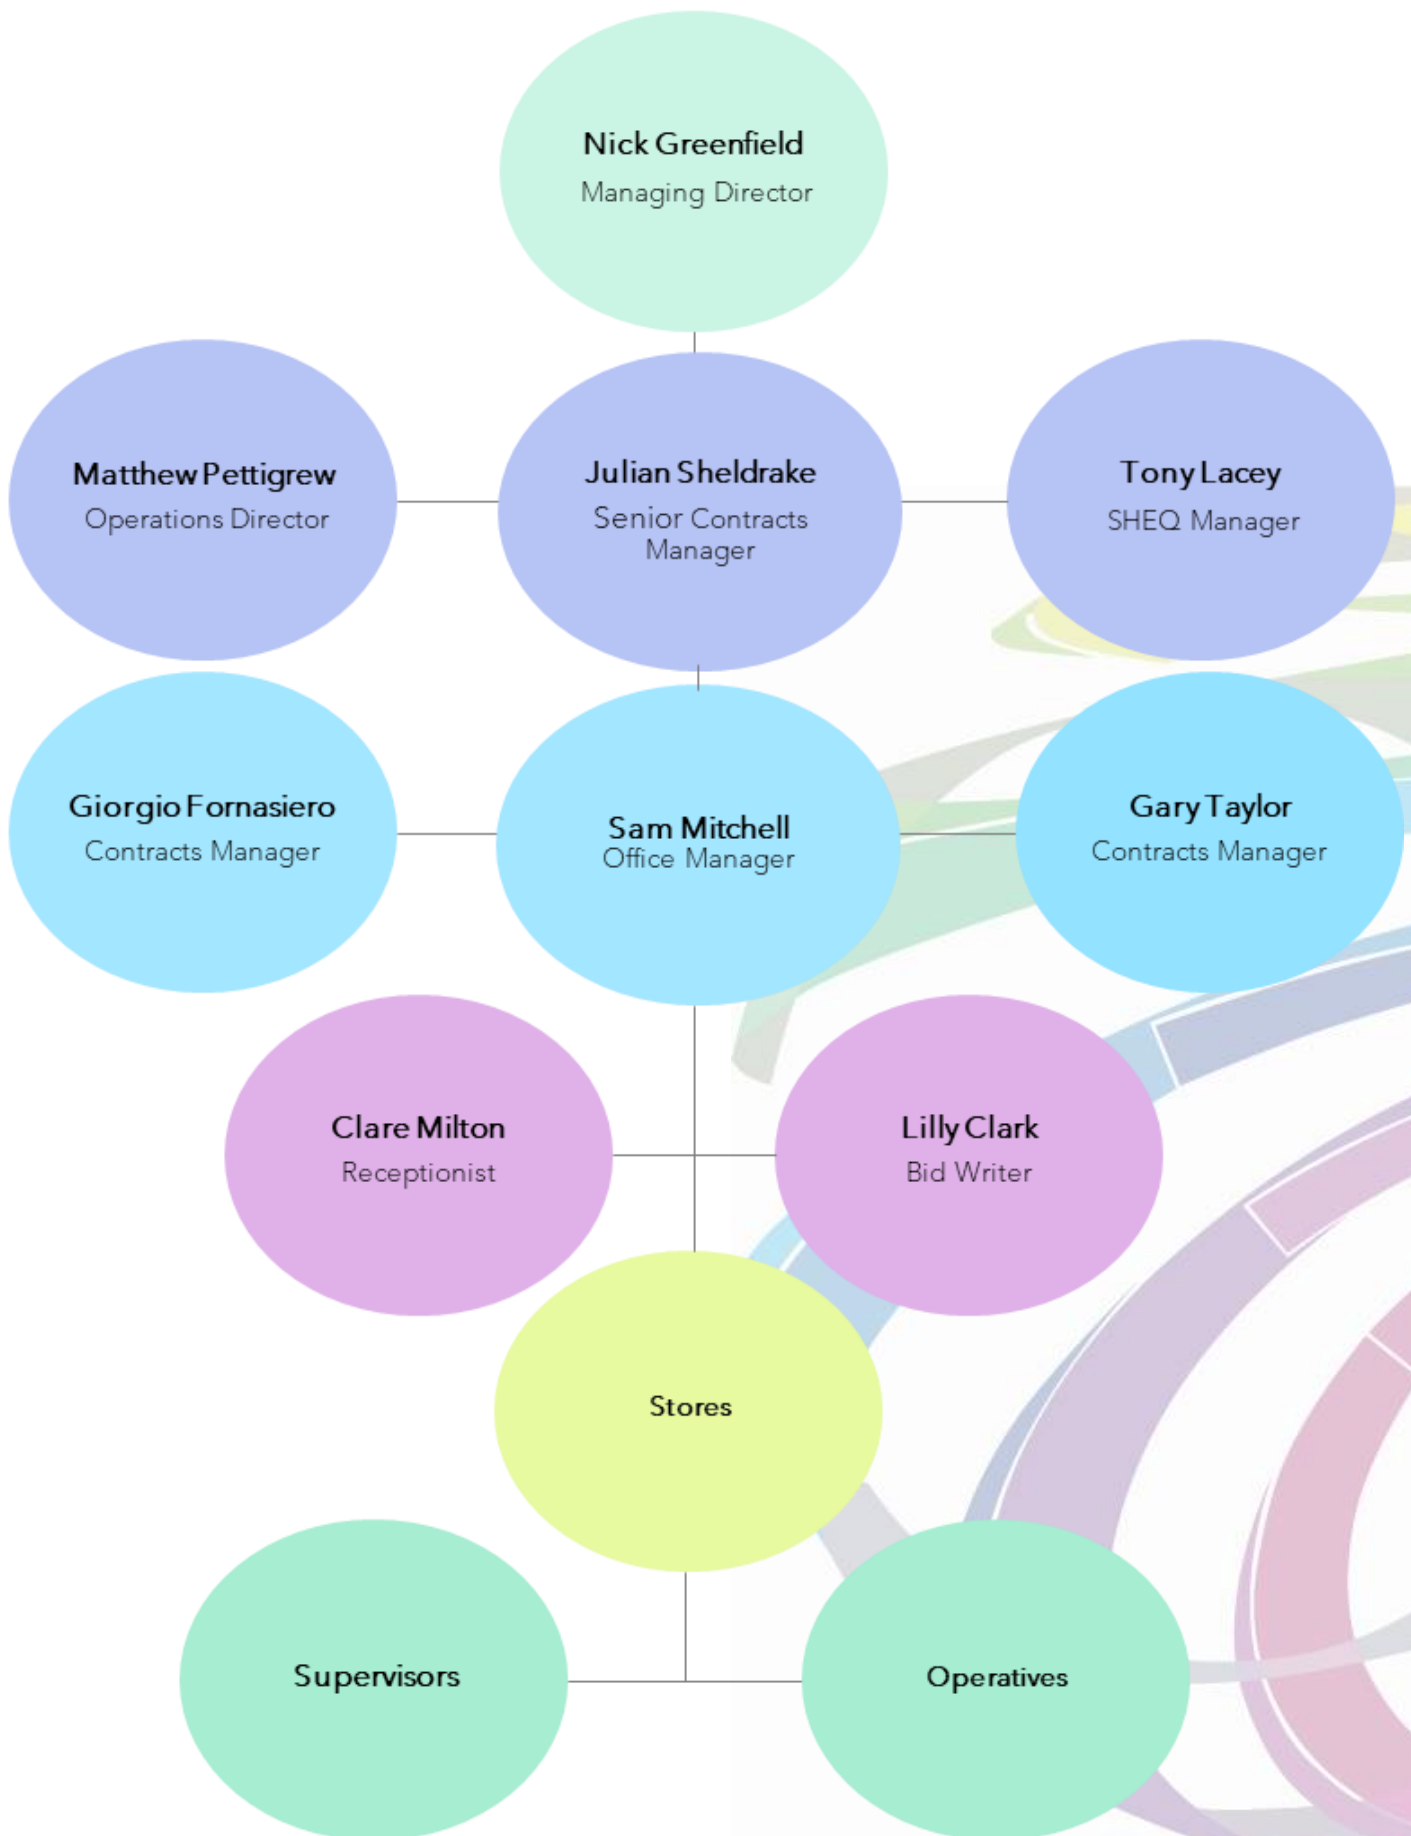 Nick Greenfield
Managing Director
Matthew Pettigrew
Operations Director
Julian Sheldrake
Senior Contracts
Manager
Tony Lacey
SHEQ Manager
Giorgio Fornasiero
Contracts Manager
Sam Mitchell
Office Manager
Gary Taylor
Contracts Manager
Clare Milton
Receptionist
Lilly Clark
Bid Writer
Stores
Supervisors
Operatives